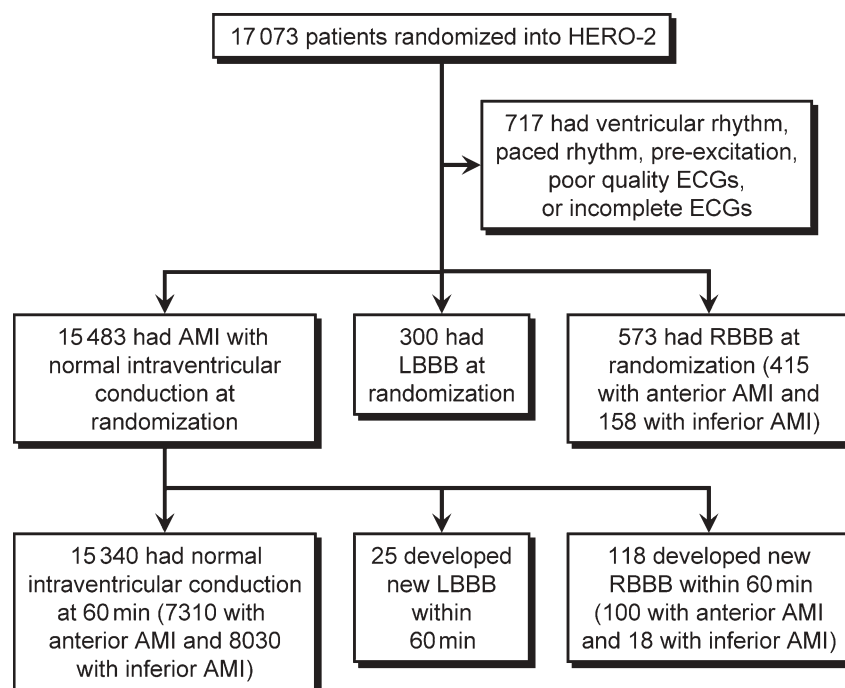 17 073 patients randomized into HERO-2
717 had ventricular rhythm,
paced rhythm, pre-excitation,
poor quality ECGs,
or incomplete ECGs
15 483 had AMI with
normal intraventricular
conduction at
randomization
300 had
LBBB at
randomization
573 had RBBB at
randomization (415
with anterior AMI and
158 with inferior AMI)
15 340 had normal
intraventricular conduction
at 60 min (7310 with
anterior AMI and 8030
with inferior AMI)
25 developed
new LBBB
within
60 min
118 developed new
RBBB within 60 min
(100 with anterior AMI
and 18 with inferior AMI)